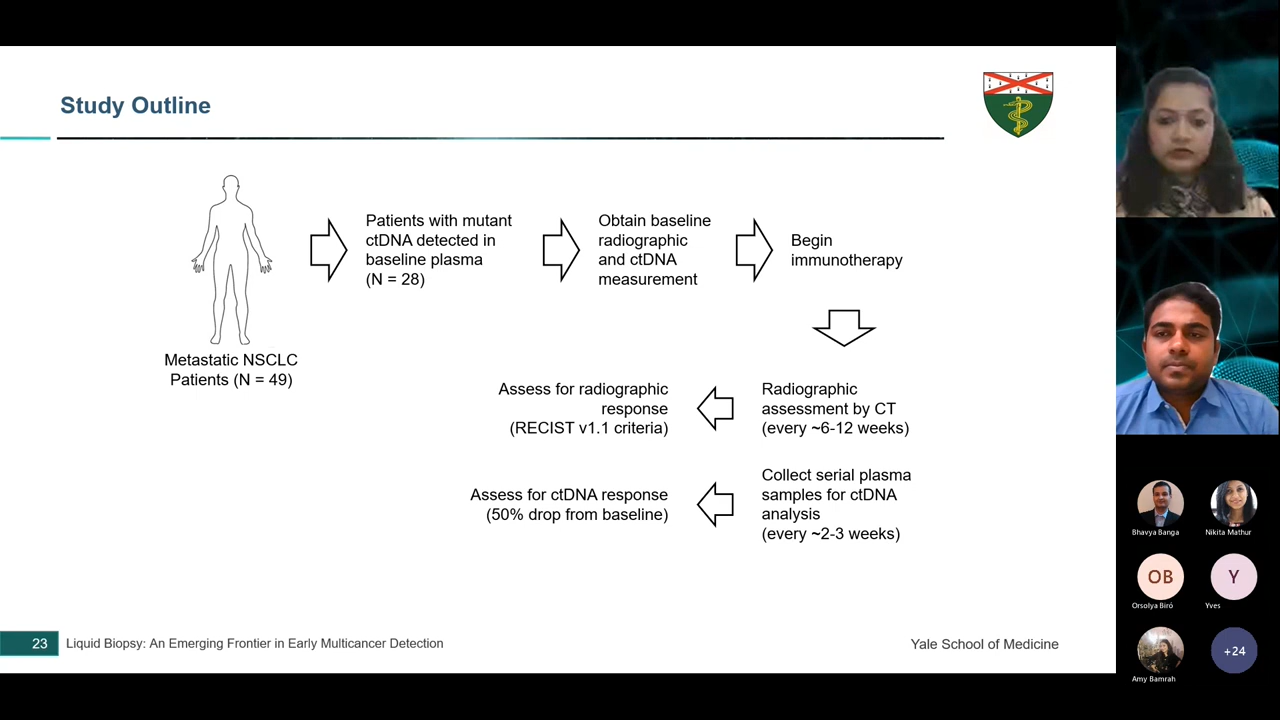 Study Outline
Patients with mutant
ctDNA detected in
baseline plasma
(N = 28)
Obtain baseline
radiographic
and ctDNA
measurement
Begin
immunotherapy
Metastatic NSCLC
Patients (N = 49)
Assess for radiographic
response
(RECIST v1.1 criteria)
Radiographic
assessment by CT
(every ~6-12 weeks)
Assess for ctDNA response
(50% drop from baseline)
Collect serial plasma
samples for ctDNA
analysis
(every ~2-3 weeks)
23
Liquid Biopsy: An Emerging Frontier in Early Multicancer Detection
Yale School of Medicine
Bhavya Banga
Nikita Mathur
OB
Y
Orsolya Biró
Yves
+24
Amy Bamrah